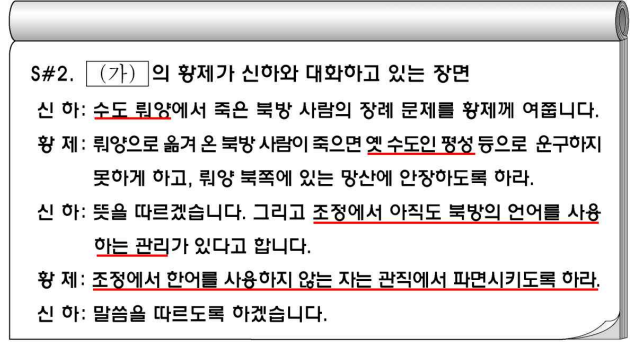 S#2. (가)의 황제가 신하와 대화하고 있는 장면
신 하: 수도 뤄양에서 죽은 북방 사람의 장례 문제를 황제께 여쭙니다.
황 제: 뤄양으로 옮겨 온 북방 사람이 죽으면 옛 수도인 평성 등으로 운구하지
못하게 하고, 뤄양 북쪽에 있는 망산에 안장하도록 하라.
신 하: 뜻을 따르겠습니다. 그리고 조정에서 아직도 북방의 언어를 사용
하는 관리가 있다고 합니다.
황 제: 조정에서 한어를 사용하지 않는 자는 관직에서 파면시키도록 하라.
신 하: 말씀을 따르도록 하겠습니다.